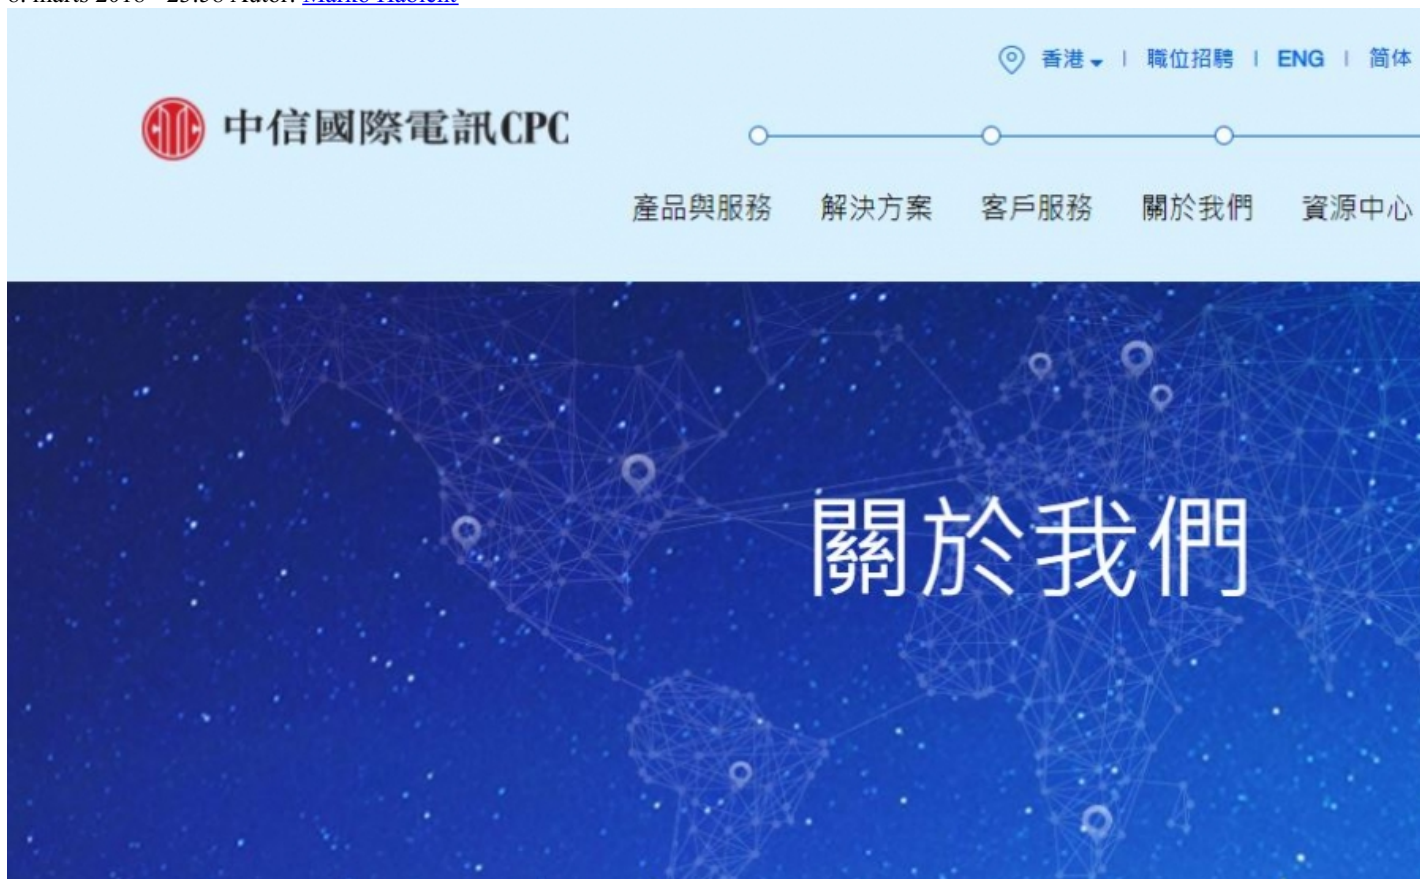 香港 | 職位招聘 | ENG | 简体
中信國際電訊CPC
產品與服務 解決方案 客戶服務 關於我們 資源中心
關於我們